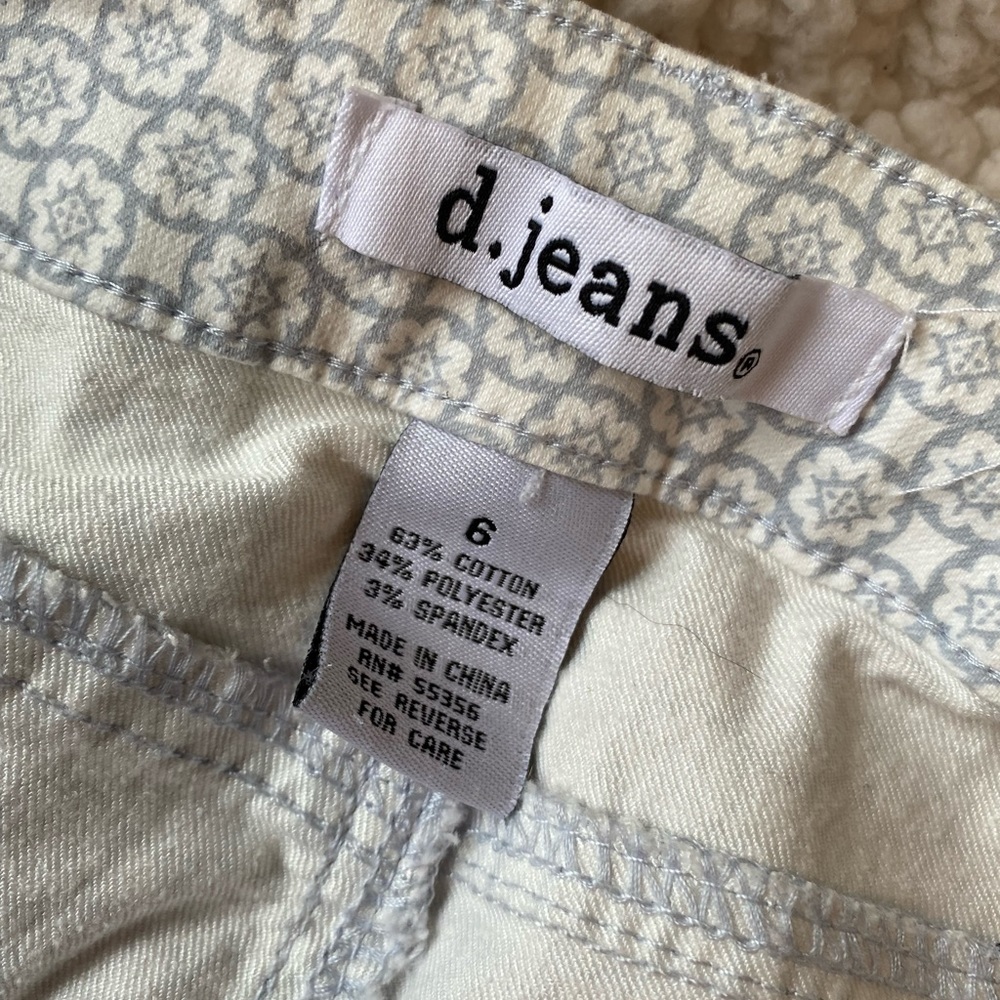 d.jeans®
6
63% COTTON
34% POLYESTER
3% SPANDEX
MADE IN CHINA
RN# 55356
SEE REVERSE
FOR CARE